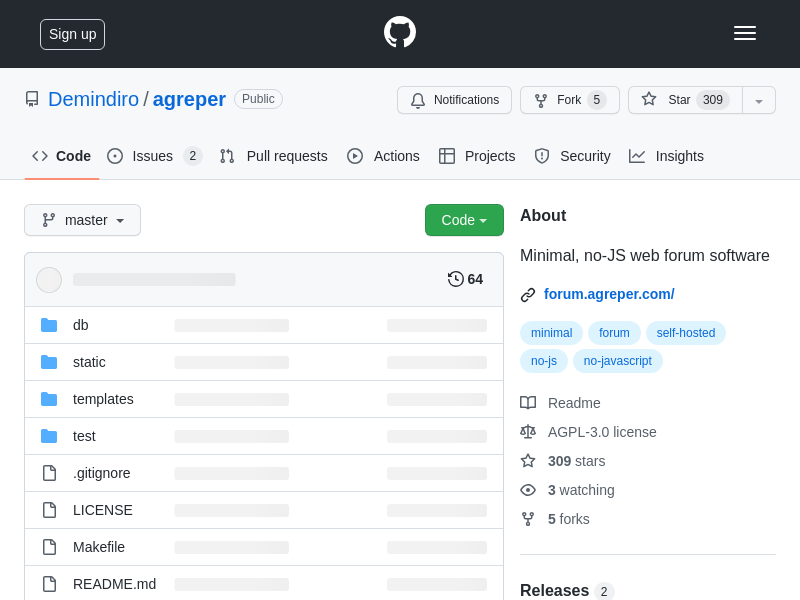 Sign up
Demindiro / agreper Public
Notifications Fork 5 Star 309
Code Issues 2 Pull requests Actions Projects Security Insights
master Code
64
db
static
templates
test
.gitignore
LICENSE
Makefile
README.md
About
Minimal, no-JS web forum software
forum.agreper.com/
minimal forum self-hosted
no-js no-javascript
Readme
AGPL-3.0 license
309 stars
3 watching
5 forks
Releases 2